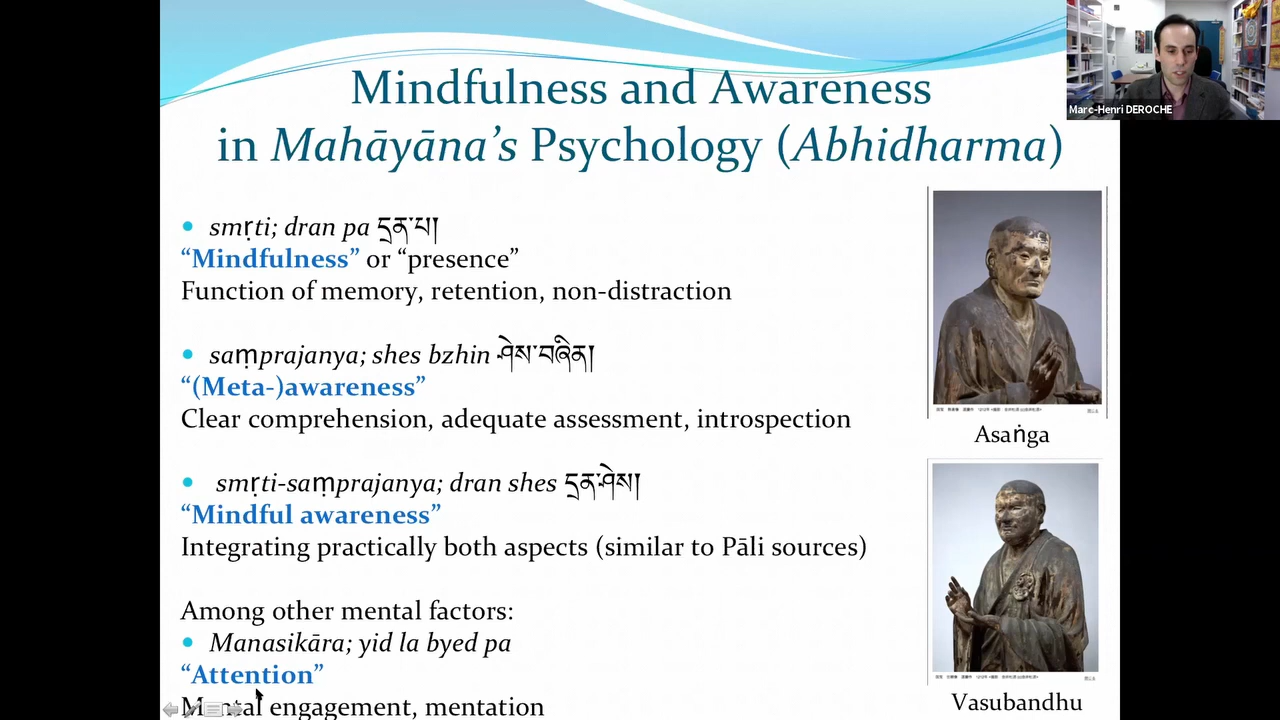 Mindfulness and Awareness
in Mahāyāna’s Psychology (Abhidharma)
Marc-Henri DEROCHE
• smṛti; dran pa དྲན་པ།
“Mindfulness” or “presence”
Function of memory, retention, non-distraction
• saṃprajanya; shes bzhin ཤེས་བཞིན།
“(Meta-)awareness”
Clear comprehension, adequate assessment, introspection
• smṛti-saṃprajanya; dran shes དྲན་ཤེས།
“Mindful awareness”
Integrating practically both aspects (similar to Pāli sources)
Among other mental factors:
• Manasikāra; yid la byed pa
“Attention”
Mental engagement, mentation
Asaṅga
Vasubandhu